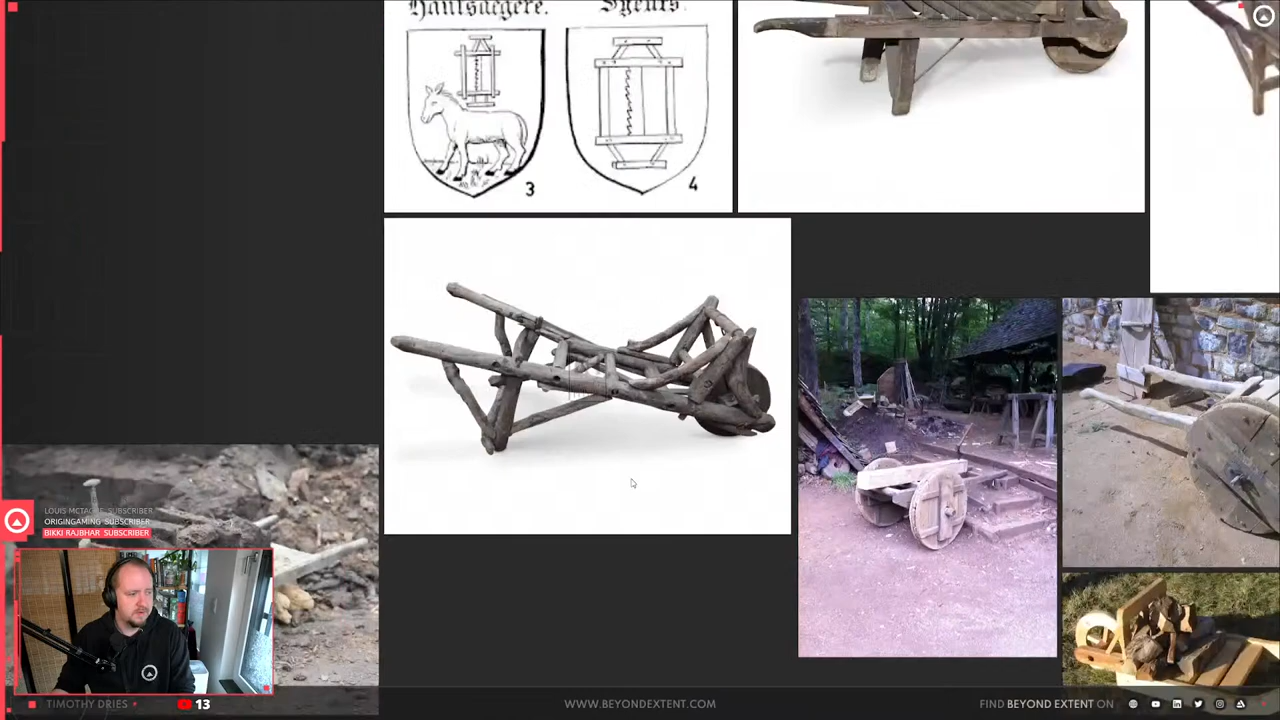 Hantsaegere.
Syeurs.
3
4
LOUIS MCTAGUE SUBSCRIBER
ORIGINGAMING SUBSCRIBER
BIKKI RAJBHAR SUBSCRIBER
TIMOTHY DRIES
13
WWW.BEYONDEXTENT.COM
FIND BEYOND EXTENT ON